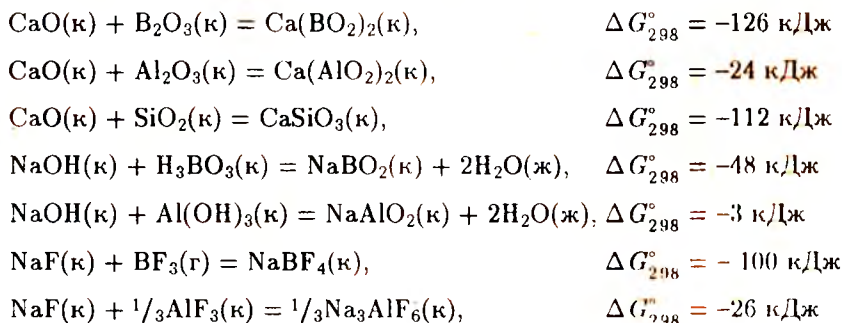 CaO(к) + B₂O₃(к) = Ca(BO₂)₂(к), ΔG°₂₉₈ = –126 кДж
CaO(к) + Al₂O₃(к) = Ca(AlO₂)₂(к), ΔG°₂₉₈ = –24 кДж
CaO(к) + SiO₂(к) = CaSiO₃(к), ΔG°₂₉₈ = –112 кДж
NaOH(к) + H₃BO₃(к) = NaBO₂(к) + 2H₂O(ж), ΔG°₂₉₈ = –48 кДж
NaOH(к) + Al(OH)₃(к) = NaAlO₂(к) + 2H₂O(ж), ΔG°₂₉₈ = –3 кДж
NaF(к) + BF₃(г) = NaBF₄(к), ΔG°₂₉₈ = – 100 кДж
NaF(к) + ¹/₃AlF₃(к) = ¹/₃Na₃AlF₆(к), ΔG°₂₉₈ = –26 кДж